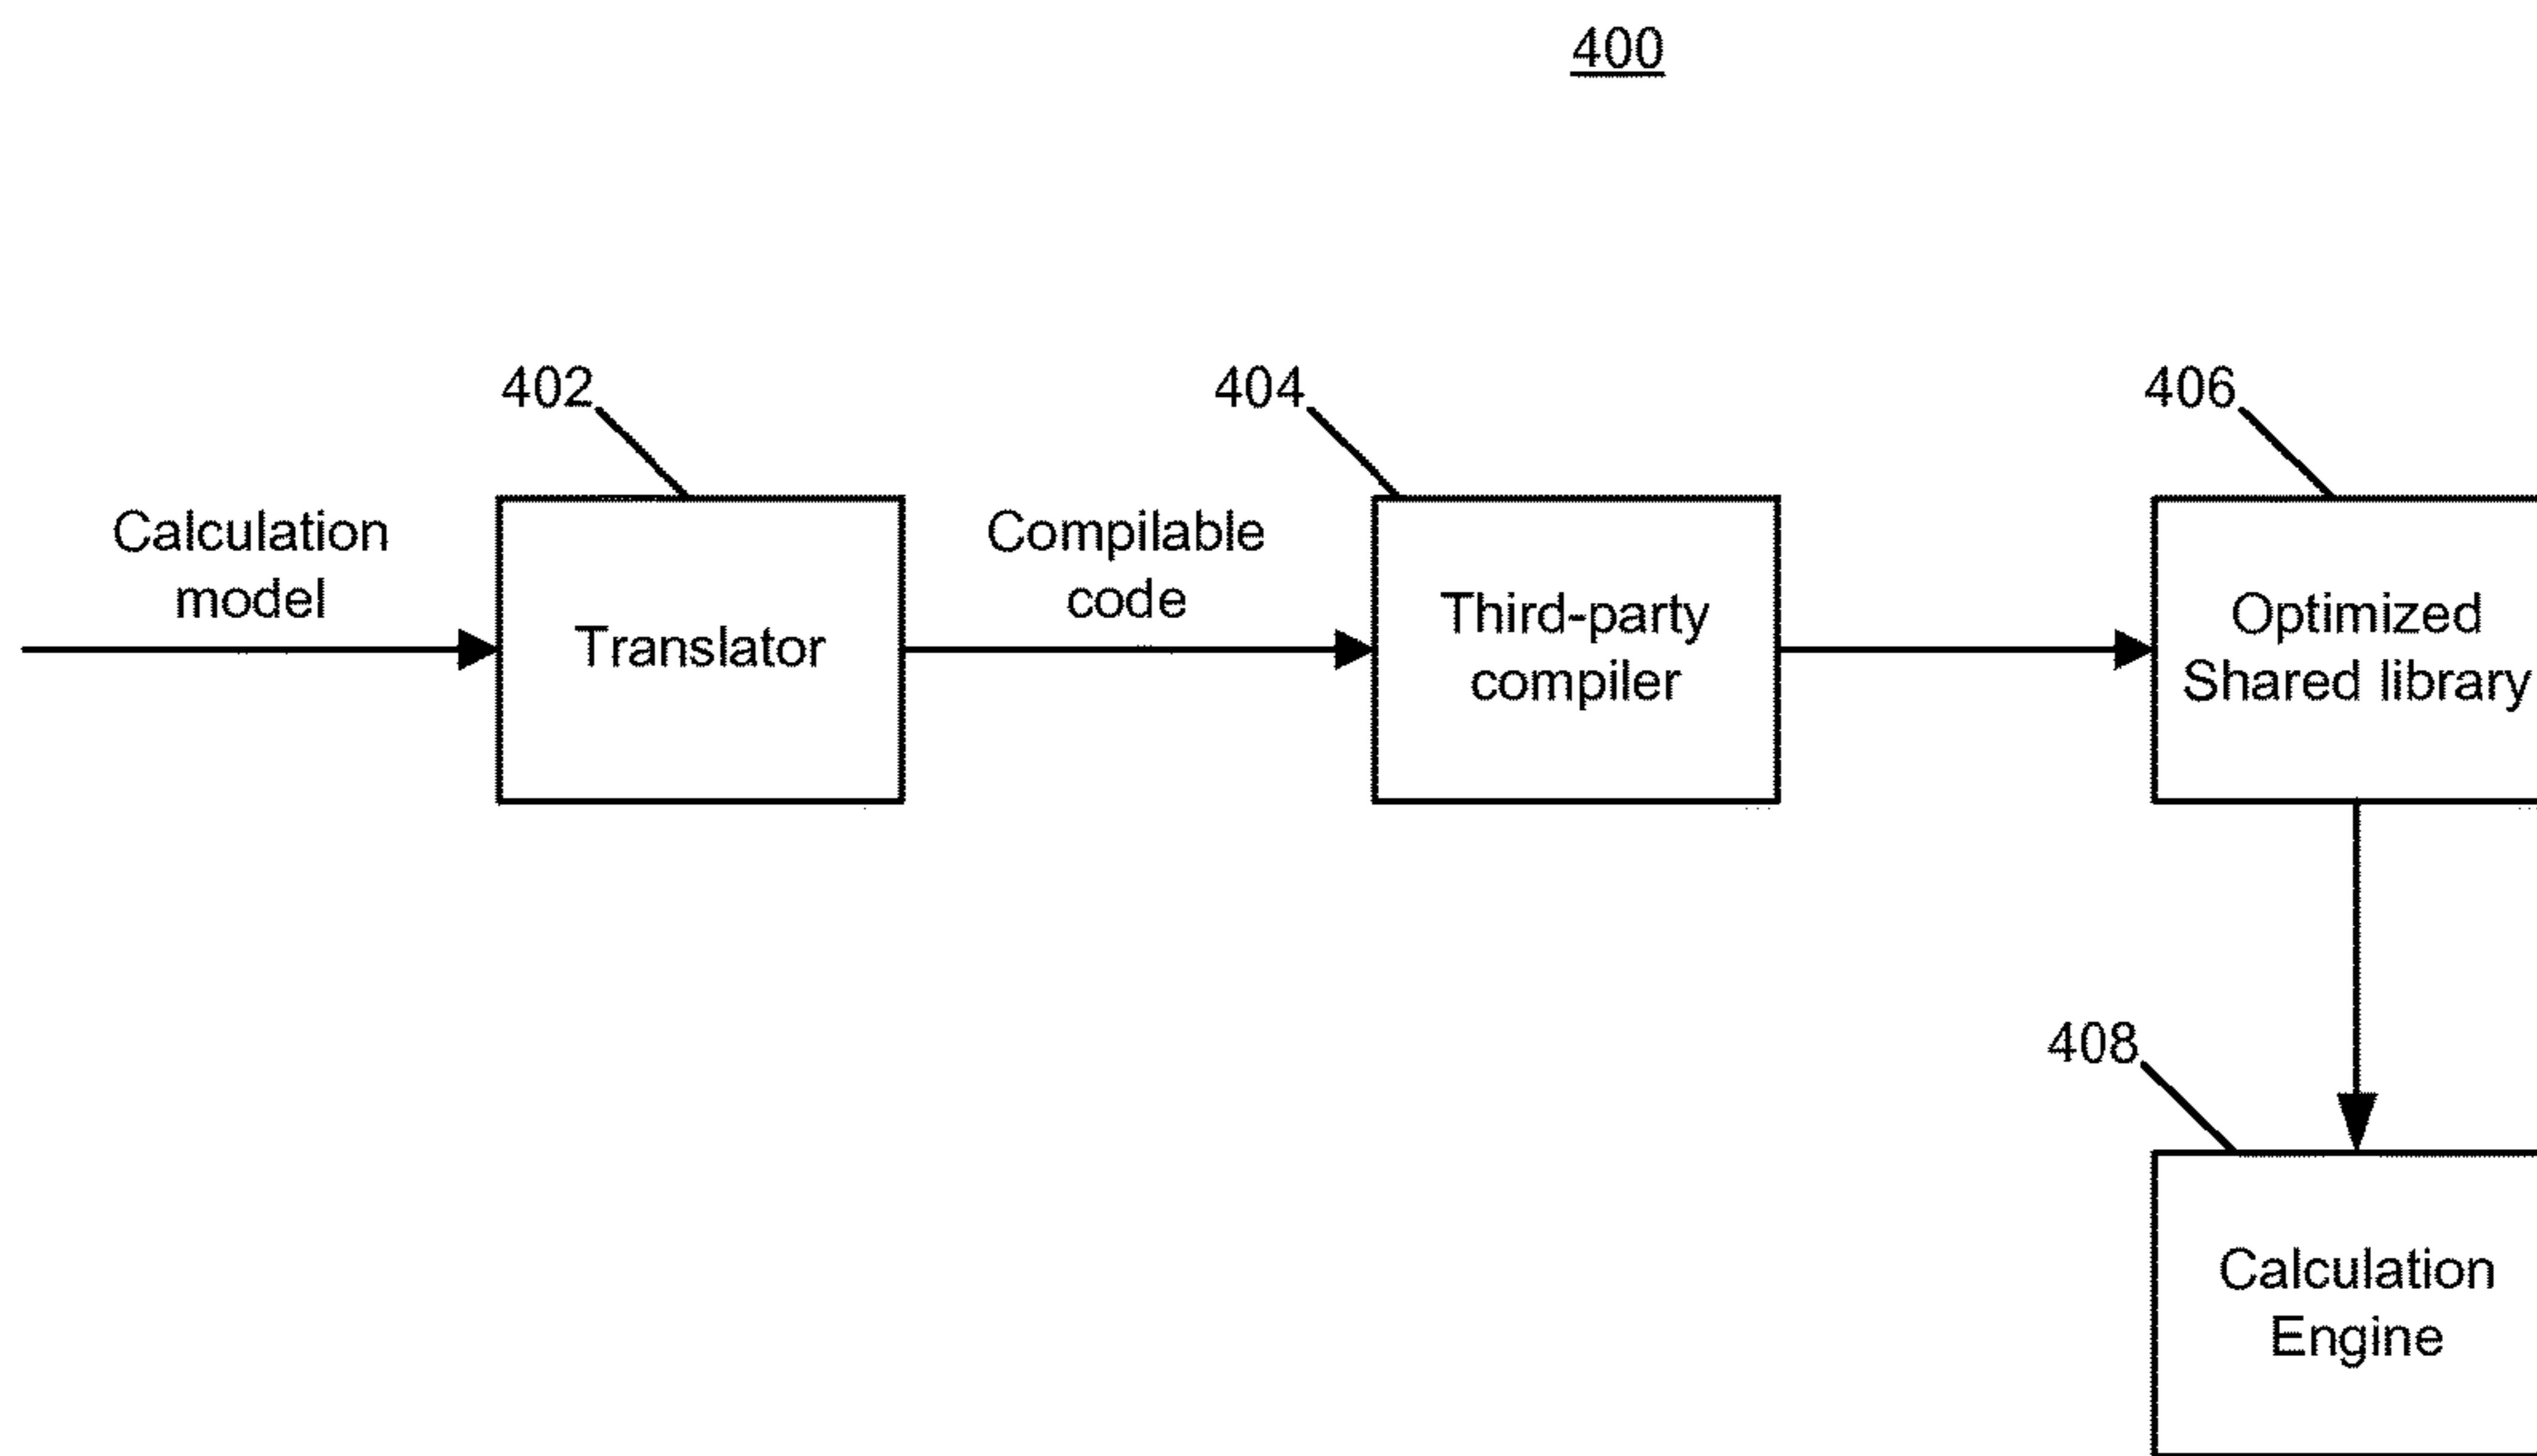 400
402
404
406
Calculation
model
Translator
Compilable
code
Third-party
compiler
Optimized
Shared library
408
Calculation
Engine